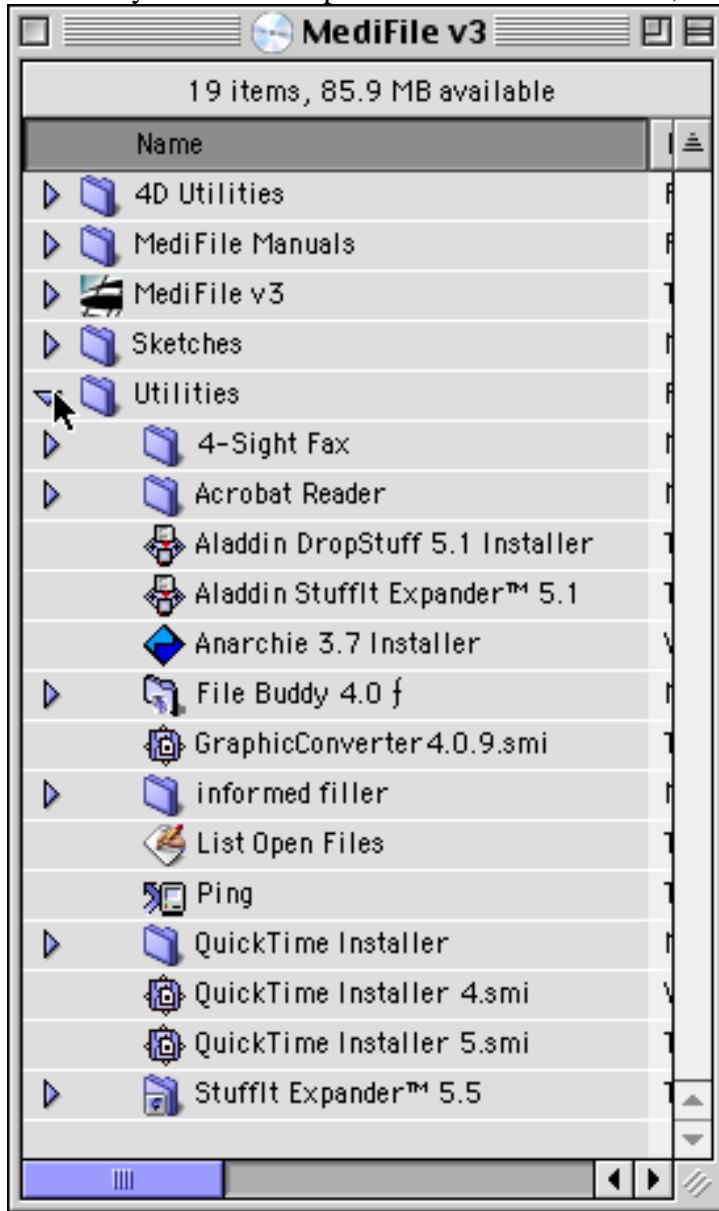 MediFile v3
19 items, 85.9 MB available
Name
4D Utilities
MediFile Manuals
MediFile v3
Sketches
Utilities
4-Sight Fax
Acrobat Reader
Aladdin DropStuff 5.1 Installer
Aladdin StuffIt Expander™ 5.1
Anarchie 3.7 Installer
File Buddy 4.0 ƒ
GraphicConverter 4.0.9.smi
informed filler
List Open Files
Ping
QuickTime Installer
QuickTime Installer 4.smi
QuickTime Installer 5.smi
StuffIt Expander™ 5.5